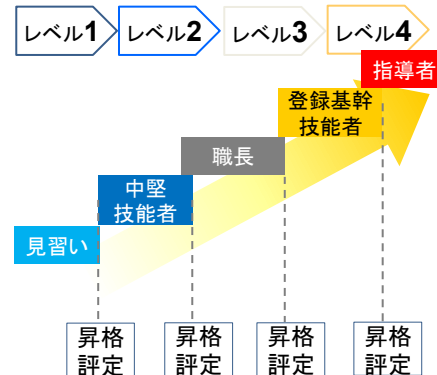 レベル1
レベル2
レベル3
レベル4
指導者
登録基幹
技能者
職長
中堅
技能者
見習い
昇格
評定
昇格
評定
昇格
評定
昇格
評定